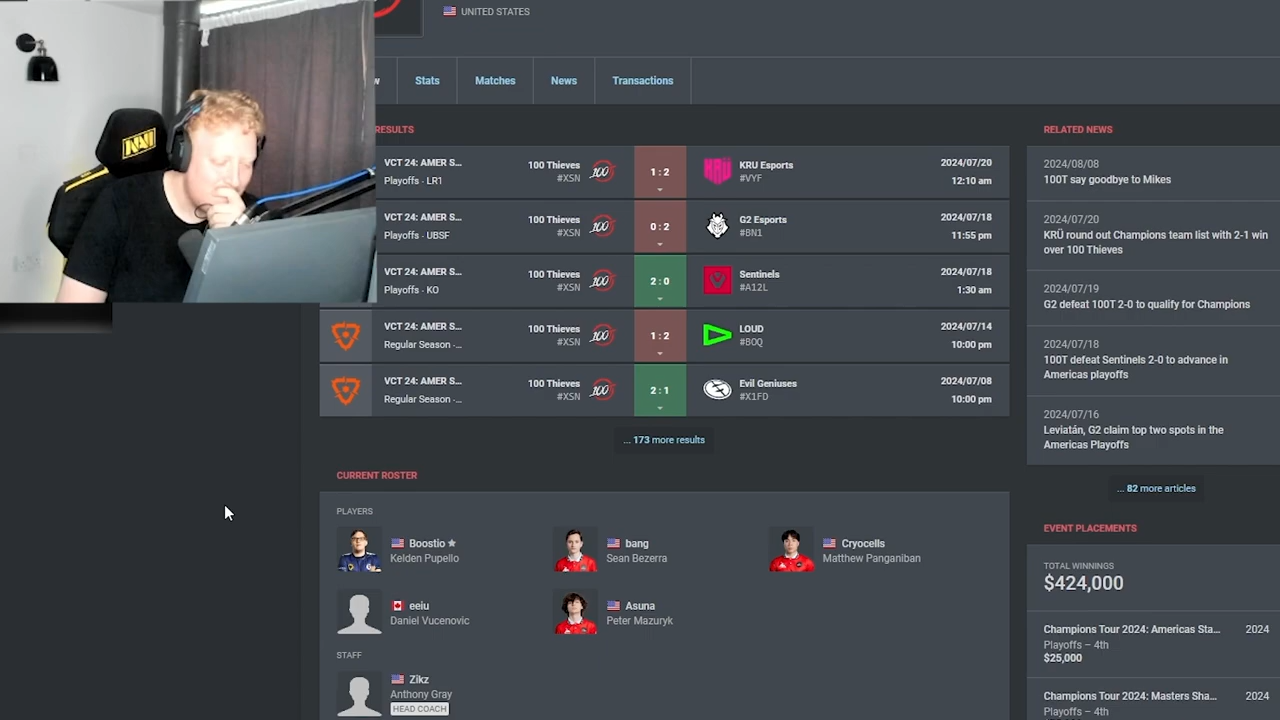 UNITED STATES
w
Stats
Matches
News
Transactions
RESULTS
VCT 24: AMER S...
Playoffs - LR1
100 Thieves
#XSN
1 : 2
KRU Esports
#VYF
2024/07/20
12:10 am
VCT 24: AMER S...
Playoffs - UBSF
100 Thieves
#XSN
0 : 2
G2 Esports
#BN1
2024/07/18
11:55 pm
VCT 24: AMER S...
Playoffs - KO
100 Thieves
#XSN
2 : 0
Sentinels
#A12L
2024/07/18
1:30 am
VCT 24: AMER S...
Regular Season -...
100 Thieves
#XSN
1 : 2
LOUD
#BOQ
2024/07/14
10:00 pm
VCT 24: AMER S...
Regular Season -...
100 Thieves
#XSN
2 : 1
Evil Geniuses
#X1FD
2024/07/08
10:00 pm
... 173 more results
CURRENT ROSTER
PLAYERS
Boostio
Kelden Pupello
bang
Sean Bezerra
Cryocells
Matthew Panganiban
eeiu
Daniel Vucenovic
Asuna
Peter Mazuryk
STAFF
Zikz
Anthony Gray
HEAD COACH
RELATED NEWS
2024/08/08
100T say goodbye to Mikes
2024/07/20
KRÜ round out Champions team list with 2-1 win
over 100 Thieves
2024/07/19
G2 defeat 100T 2-0 to qualify for Champions
2024/07/18
100T defeat Sentinels 2-0 to advance in
Americas playoffs
2024/07/16
Leviatán, G2 claim top two spots in the
Americas Playoffs
... 82 more articles
EVENT PLACEMENTS
TOTAL WINNINGS
$424,000
Champions Tour 2024: Americas Sta...
2024
Playoffs – 4th
$25,000
Champions Tour 2024: Masters Sha...
2024
Playoffs – 4th
NAVI